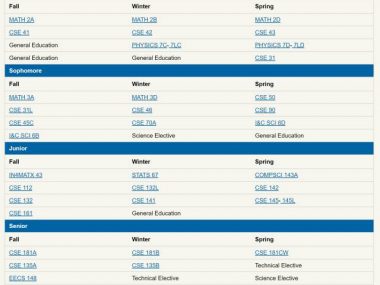 Fall Winter Spring
MATH 2A MATH 2B MATH 2D
CSE 41 CSE 42 CSE 43
General Education PHYSICS 7C- 7LC PHYSICS 7D- 7LD
General Education General Education CSE 31
Sophomore
Fall Winter Spring
MATH 3A MATH 3D CSE 50
CSE 31L CSE 46 CSE 90
CSE 45C CSE 70A I&C SCI 6D
I&C SCI 6B Science Elective General Education
Junior
Fall Winter Spring
IN4MATX 43 STATS 67 COMPSCI 143A
CSE 112 CSE 132L CSE 142
CSE 132 CSE 141 CSE 145- 145L
CSE 161 General Education
Senior
Fall Winter Spring
CSE 181A CSE 181B CSE 181CW
CSE 135A CSE 135B Technical Elective
EECS 148 Technical Elective Science Elective